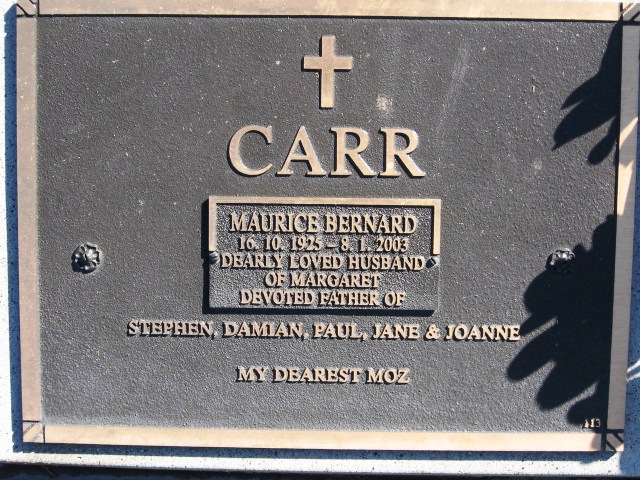 CARR
MAURICE BERNARD
16. 10. 1925 – 8. 1. 2003
DEARLY LOVED HUSBAND
OF MARGARET
DEVOTED FATHER OF
STEPHEN, DAMIAN, PAUL, JANE & JOANNE
MY DEAREST MOZ